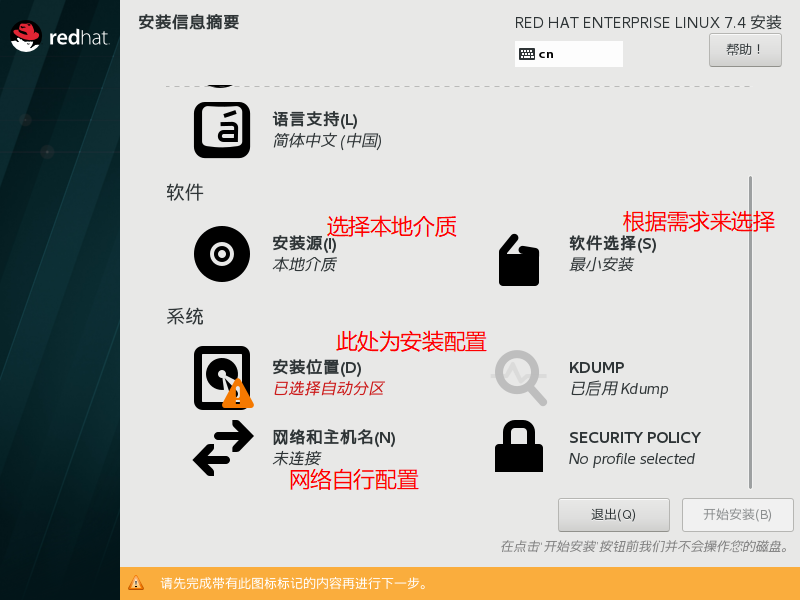 redhat.
安装信息摘要
RED HAT ENTERPRISE LINUX 7.4 安装
cn
帮助！
á
语言支持(L)
简体中文 (中国)
软件
选择本地介质
根据需求来选择
安装源(I)
本地介质
软件选择(S)
最小安装
系统
此处为安装配置
安装位置(D)
已选择自动分区
KDUMP
已启用 Kdump
网络和主机名(N)
未连接
SECURITY POLICY
No profile selected
网络自行配置
退出(Q)
开始安装(B)
在点击'开始安装'按钮前我们并不会操作您的磁盘。
请先完成带有此图标标记的内容再进行下一步。